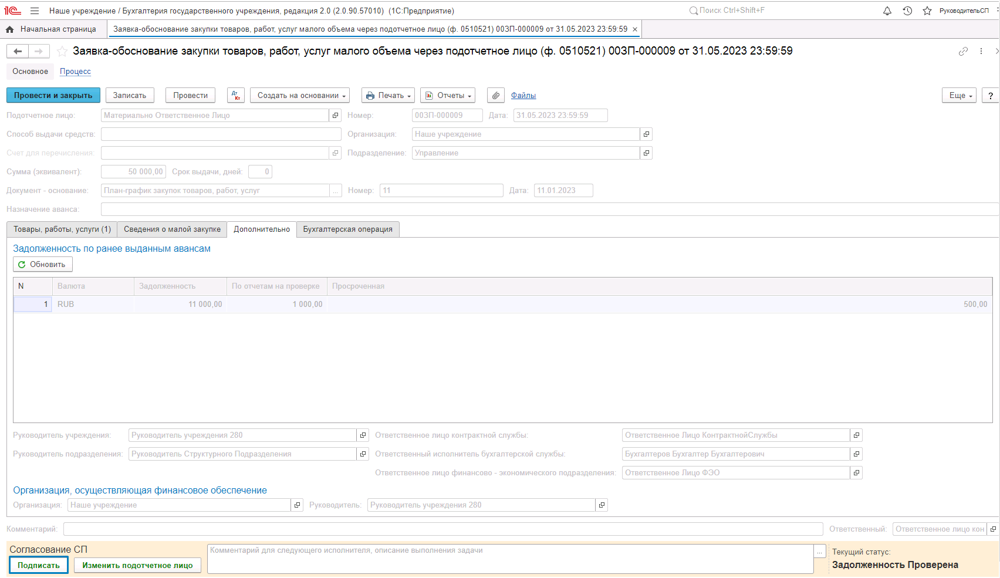 Наше учреждение / Бухгалтерия государственного учреждения, редакция 2.0 (2.0.90.57010) (1С:Предприятие) Поиск Ctrl+Shift+F РуководительСП
Начальная страница Заявка-обоснование закупки товаров, работ, услуг малого объема через подотчетное лицо (ф. 0510521) 00ЗП-000009 от 31.05.2023 23:59:59 ×
Заявка-обоснование закупки товаров, работ, услуг малого объема через подотчетное лицо (ф. 0510521) 00ЗП-000009 от 31.05.2023 23:59:59
Основное Процесс
Провести и закрыть Записать Провести Дт Кт Создать на основании Печать Отчеты Файлы Еще ?
Подотчетное лицо: Материально Ответственное Лицо Номер: 00ЗП-000009 Дата: 31.05.2023 23:59:59
Способ выдачи средств: Организация: Наше учреждение
Счет для перечисления: Подразделение: Управление
Сумма (эквивалент): 50 000,00 Срок выдачи, дней: 0
Документ - основание: План-график закупок товаров, работ, услуг ... Номер: 11 Дата: 11.01.2023
Назначение аванса:
Товары, работы, услуги (1) Сведения о малой закупке Дополнительно Бухгалтерская операция
Задолженность по ранее выданным авансам
Обновить
N Валюта Задолженность По отчетам на проверке Просроченная
1 RUB 11 000,00 1 000,00 500,00
Руководитель учреждения: Руководитель учреждения 280 Ответственное лицо контрактной службы: Ответственное Лицо КонтрактнойСлужбы
Руководитель подразделения: Руководитель Структурного Подразделения Ответственный исполнитель бухгалтерской службы: Бухгалтеров Бухгалтер Бухгалтерович
Ответственное лицо финансово - экономического подразделения: Ответственное Лицо ФЭО
Организация, осуществляющая финансовое обеспечение
Организация: Наше учреждение Руководитель: Руководитель учреждения 280
Комментарий: Ответственный: Ответственное лицо кон
Согласование СП Комментарий для следующего исполнителя, описание выполнения задачи ... Текущий статус:
Подписать Изменить подотчетное лицо Задолженность Проверена